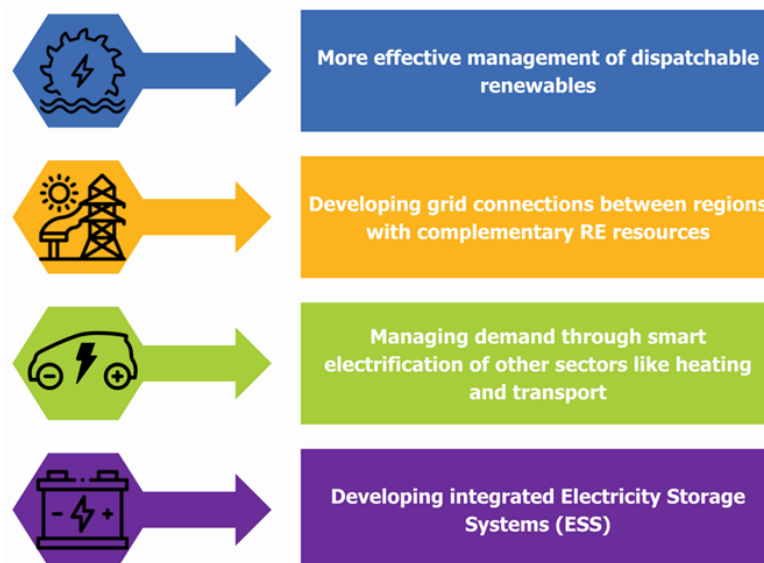 More effective management of dispatchable
renewables
Developing grid connections between regions
with complementary RE resources
Managing demand through smart
electrification of other sectors like heating
and transport
Developing integrated Electricity Storage
Systems (ESS)